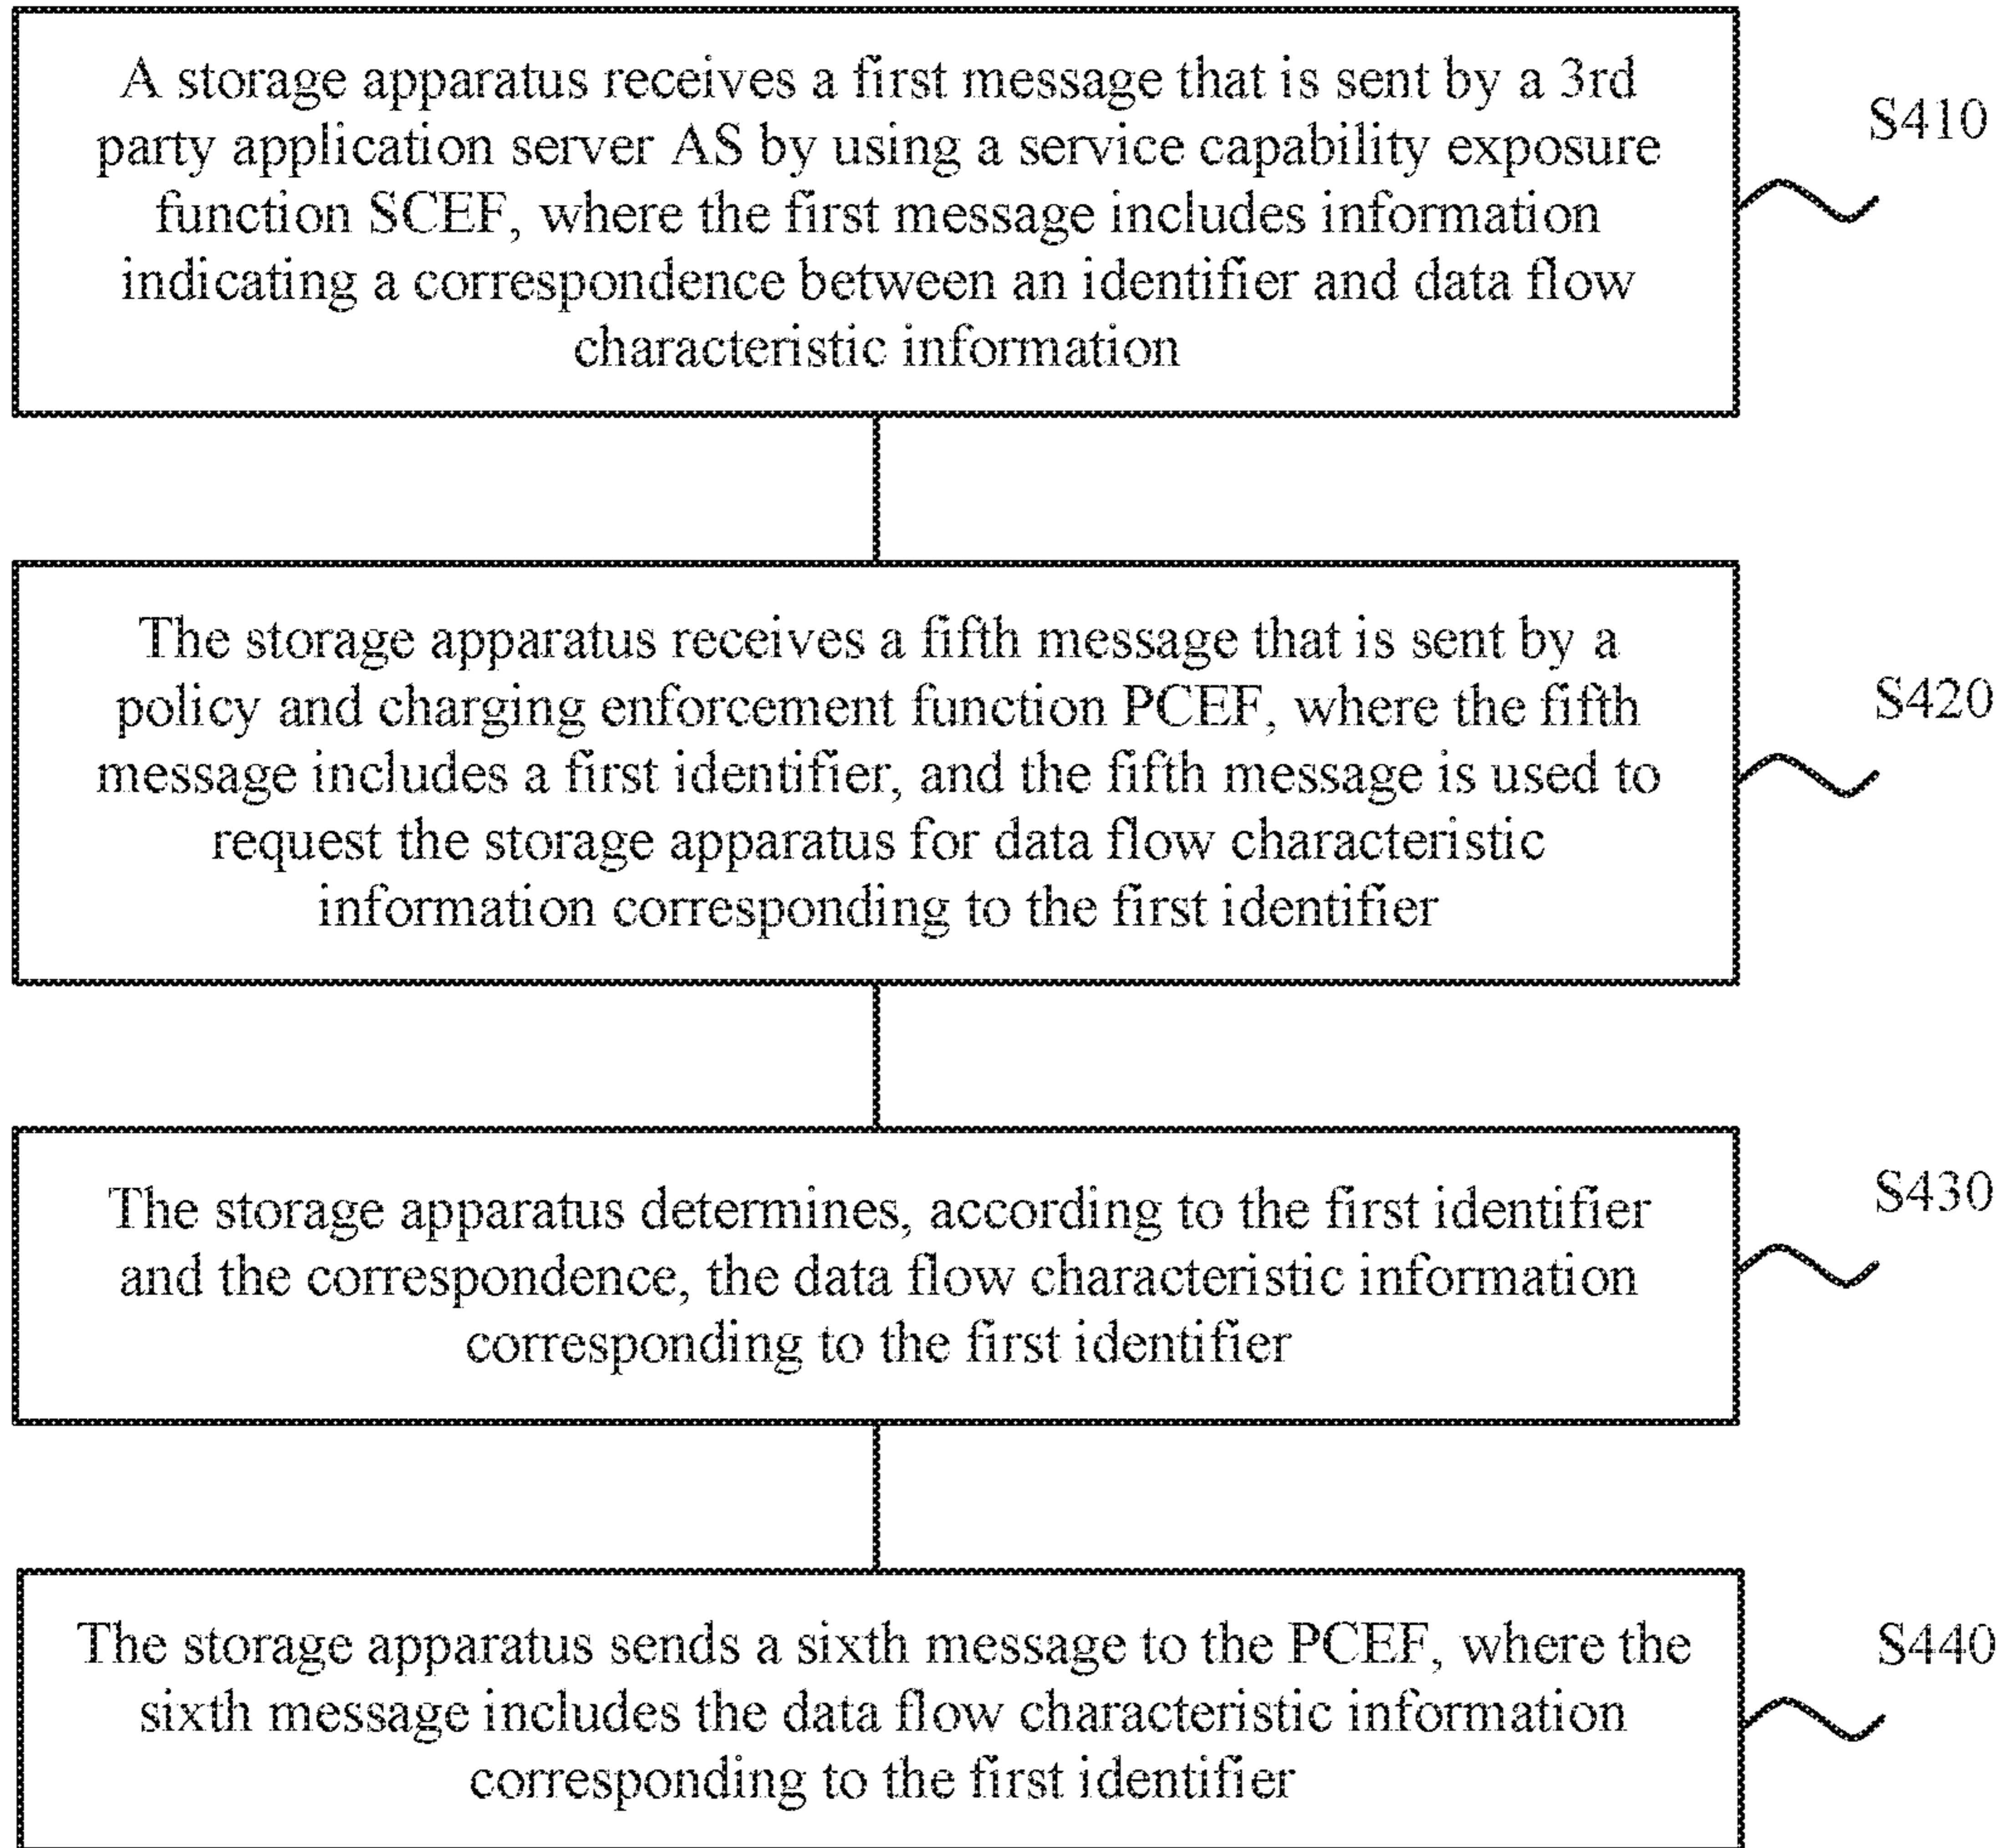 A storage apparatus receives a first message that is sent by a 3rd
party application server AS by using a service capability exposure
function SCEF, where the first message includes information
indicating a correspondence between an identifier and data flow
characteristic information
S410
The storage apparatus receives a fifth message that is sent by a
policy and charging enforcement function PCEF, where the fifth
message includes a first identifier, and the fifth message is used to
request the storage apparatus for data flow characteristic
information corresponding to the first identifier
S420
The storage apparatus determines, according to the first identifier
and the correspondence, the data flow characteristic information
corresponding to the first identifier
S430
The storage apparatus sends a sixth message to the PCEF, where the
sixth message includes the data flow characteristic information
corresponding to the first identifier
S440